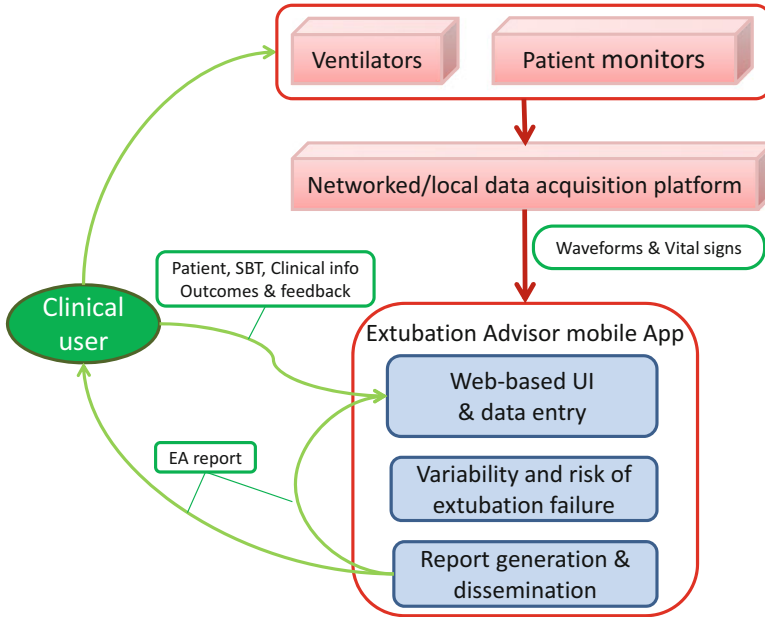 Ventilators
Patient monitors
Networked/local data acquisition platform
Waveforms & Vital signs
Patient, SBT, Clinical info
Outcomes & feedback
Clinical
user
Extubation Advisor mobile App
Web-based UI
& data entry
EA report
Variability and risk of
extubation failure
Report generation &
dissemination